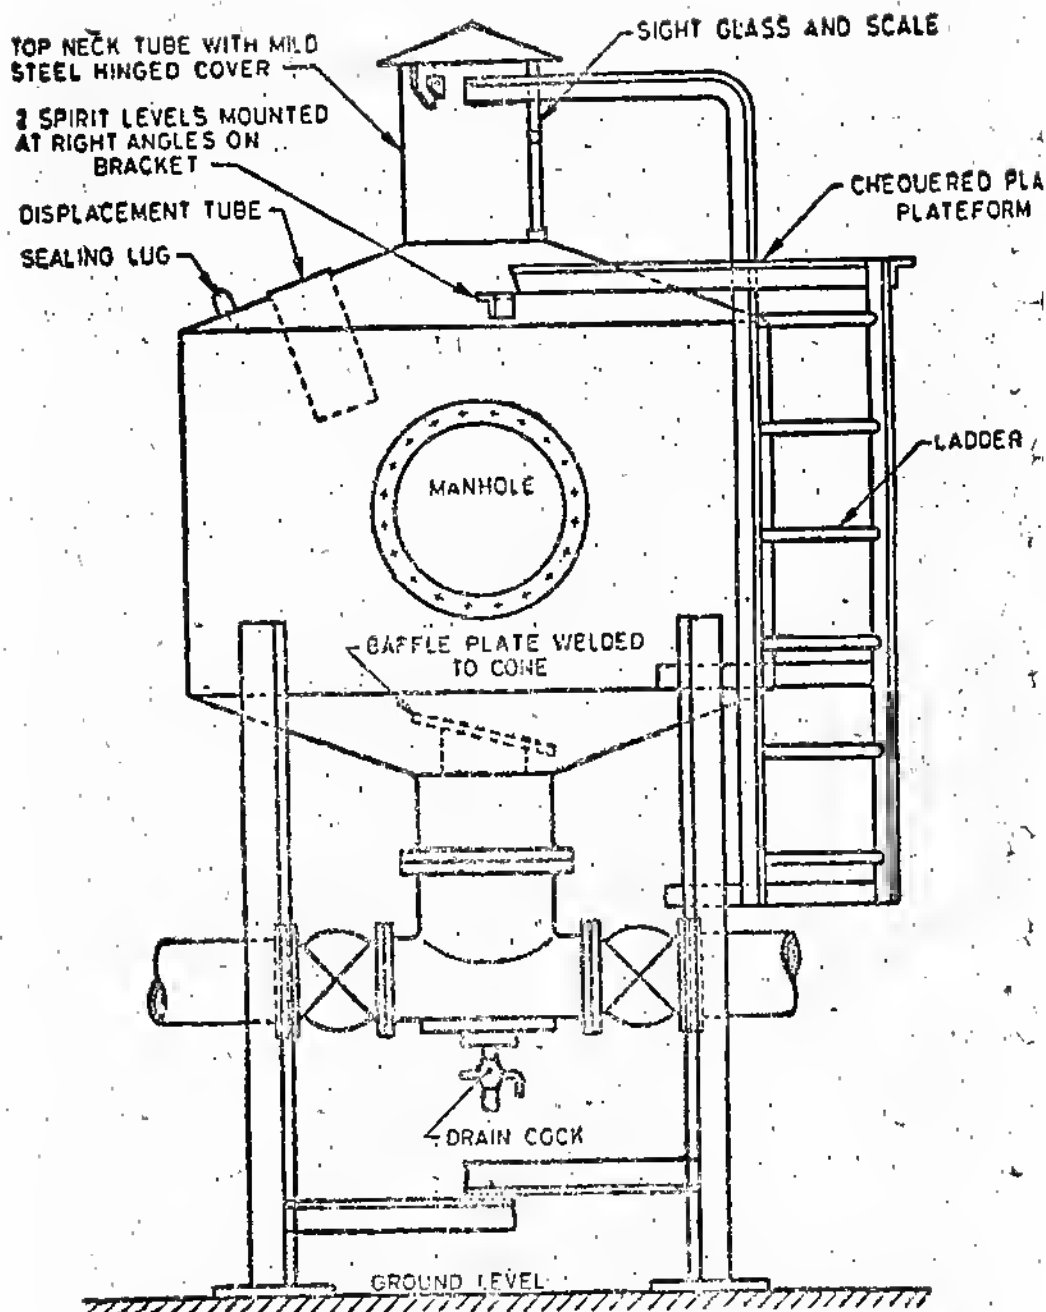 TOP NECK TUBE WITH MILD
STEEL HINGED COVER
SIGHT GLASS AND SCALE
2 SPIRIT LEVELS MOUNTED
AT RIGHT ANGLES ON
BRACKET
CHEQUERED PLA
PLATEFORM
DISPLACEMENT TUBE
SEALING LUG
LADDER
MANHOLE
BAFFLE PLATE WELDED
TO CONE
DRAIN COCK
GROUND LEVEL